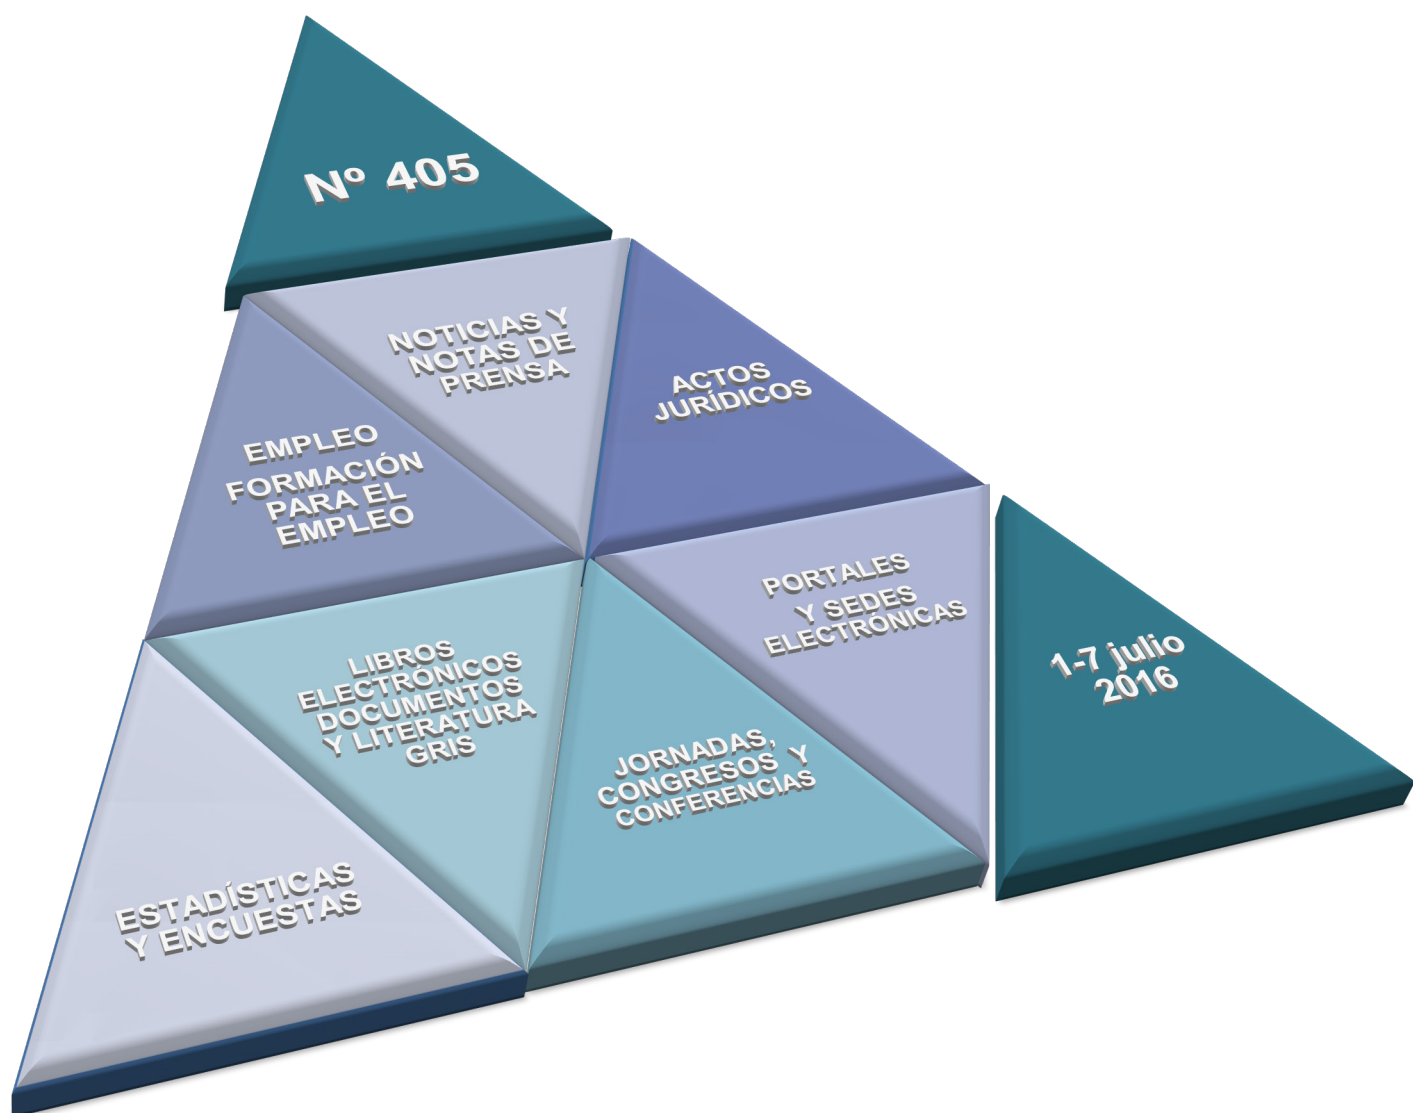 Nº 405
NOTICIAS Y
NOTAS DE
PRENSA
ACTOS
JURÍDICOS
EMPLEO
FORMACIÓN
PARA EL
EMPLEO
PORTALES
Y SEDES
ELECTRÓNICAS
1-7 julio
2016
LIBROS
ELECTRÓNICOS
DOCUMENTOS
Y LITERATURA
GRIS
JORNADAS,
CONGRESOS Y
CONFERENCIAS
ESTADÍSTICAS
Y ENCUESTAS